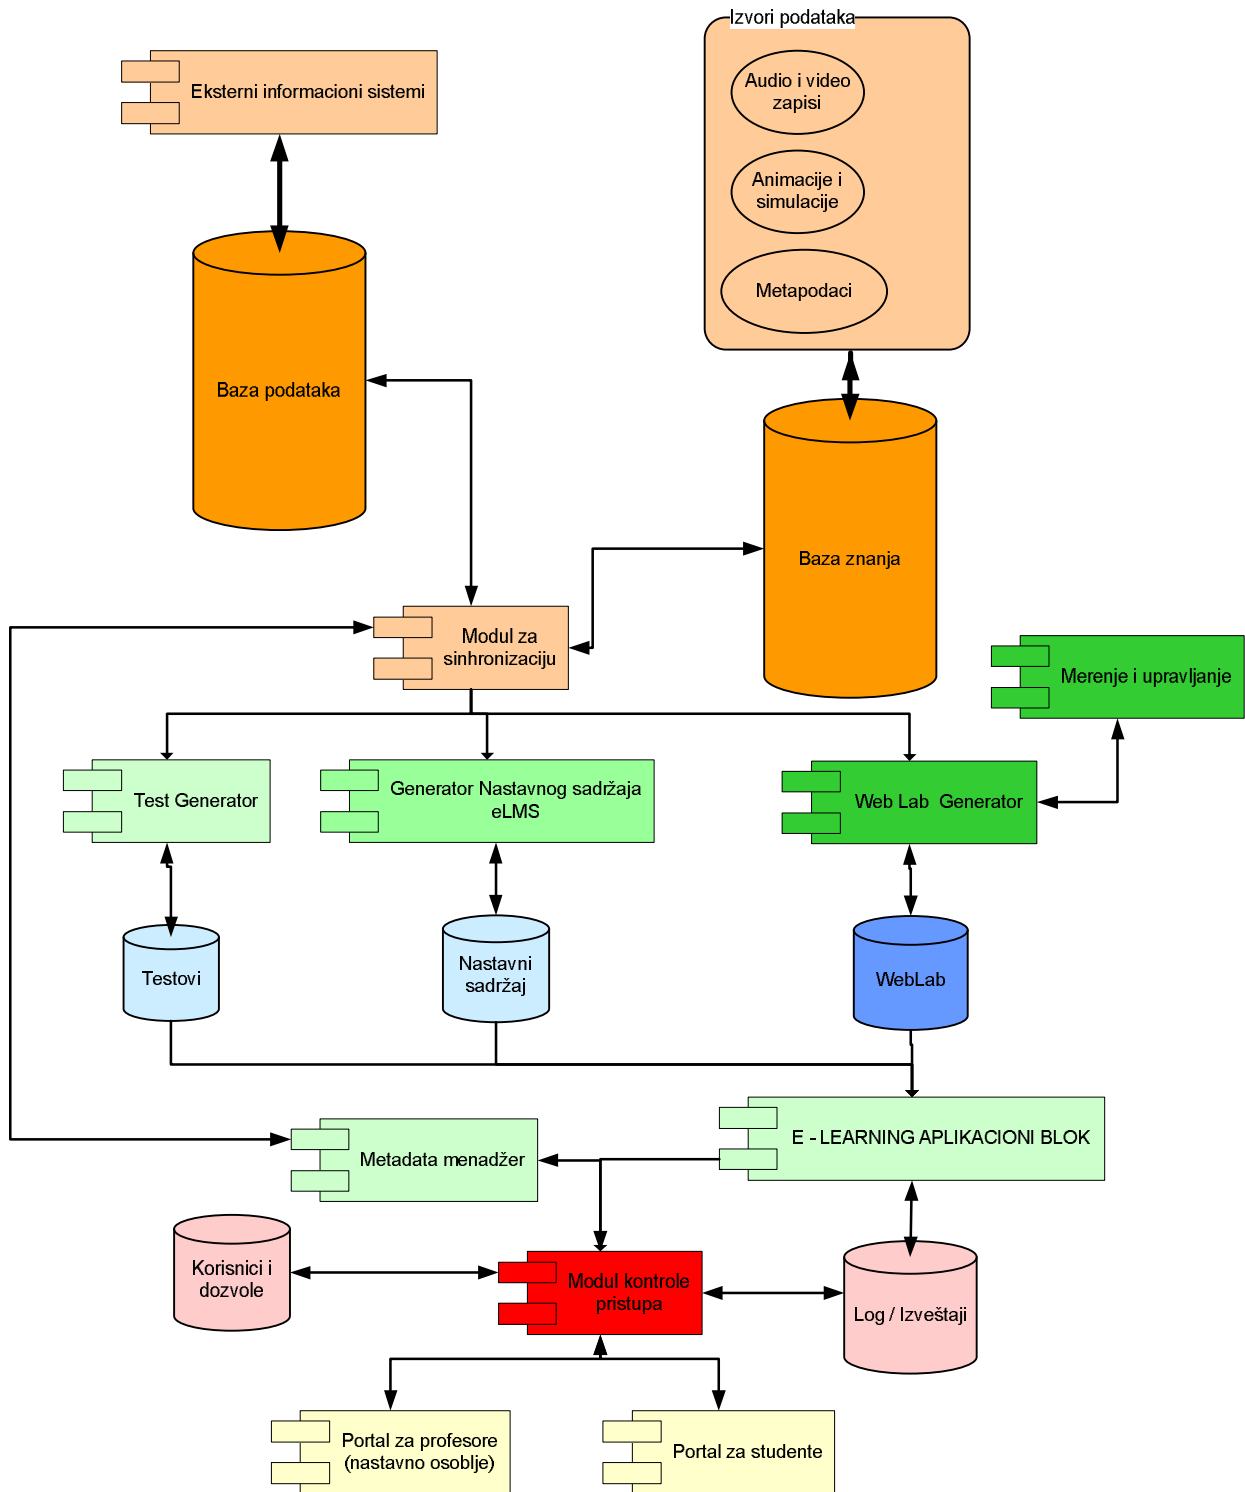 Izvori podataka
Eksterni informacioni sistemi
Audio i video
zapisi
Animacije i
simulacije
Metapodaci
Baza podataka
Baza znanja
Modul za
sinhronizaciju
Merenje i upravljanje
Test Generator
Generator Nastavnog sadržaja
eLMS
Web Lab Generator
Testovi
Nastavni
sadržaj
WebLab
E - LEARNING APLIKACIONI BLOK
Metadata menadžer
Korisnici i
dozvole
Modul kontrole
pristupa
Log / Izveštaji
Portal za profesore
(nastavno osoblje)
Portal za studente